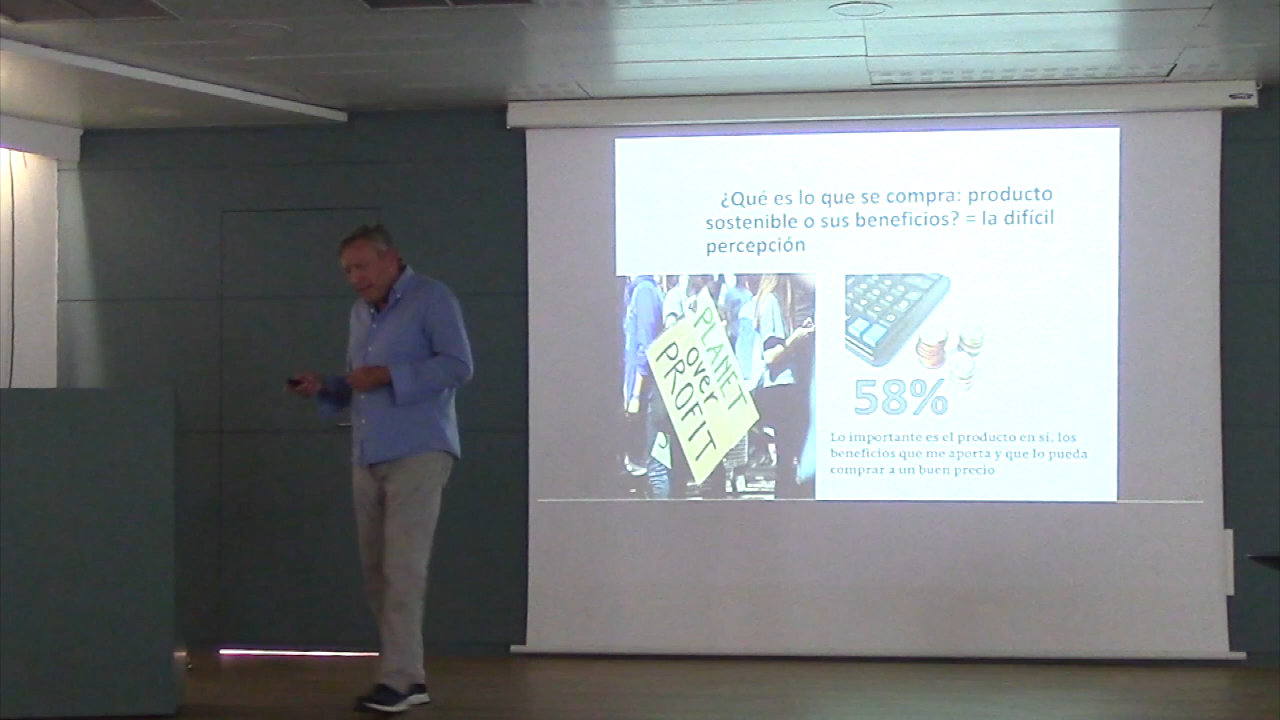 ¿Qué es lo que se compra: producto
sostenible o sus beneficios? = la difícil
percepción
PLANET
over
PROFIT
58%
Lo importante es el producto en si, los
beneficios que me aporta y que lo pueda
comprar a un buen precio